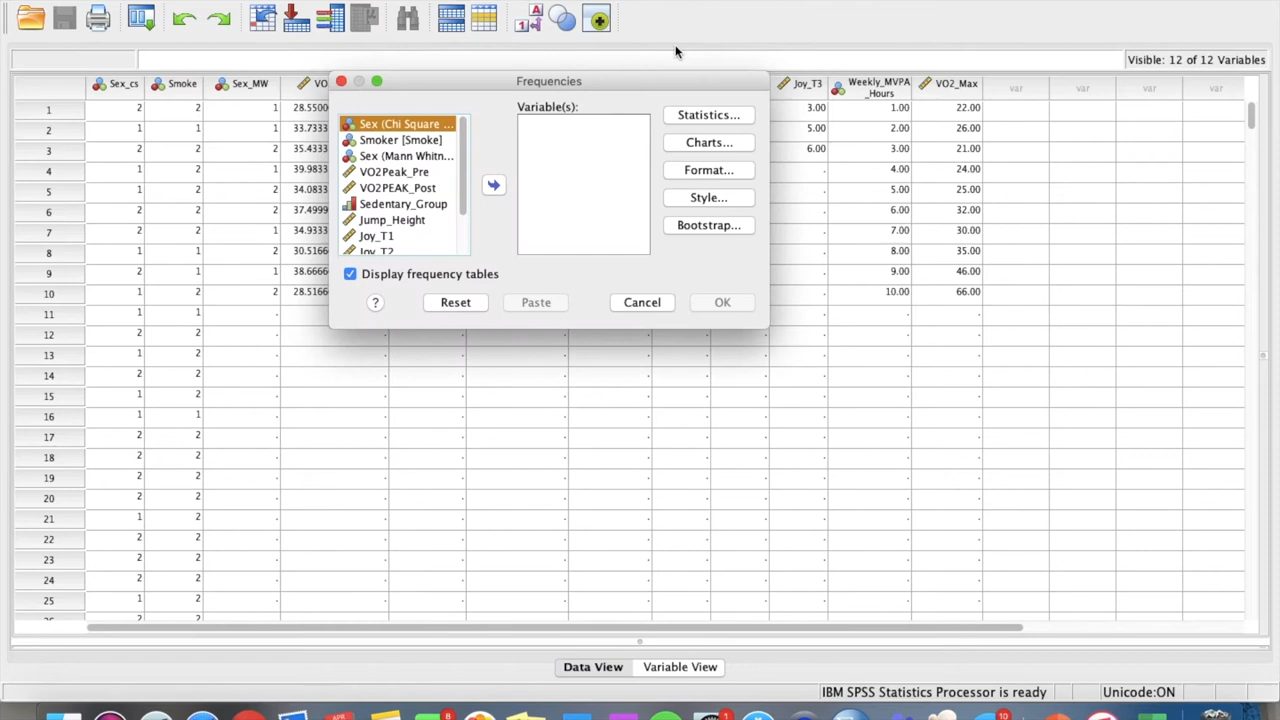 A
1
Visible: 12 of 12 Variables
Sex_cs Smoke Sex_MW VO Joy_T3 Weekly_MVPA_Hours VO2_Max var var var var
Frequencies
Variable(s):
Sex (Chi Square ...
Smoker [Smoke]
Sex (Mann Whitn...
VO2Peak_Pre
VO2PEAK_Post
Sedentary_Group
Jump_Height
Joy_T1
Joy_T2
Statistics...
Charts...
Format...
Style...
Bootstrap...
Display frequency tables
? Reset Paste Cancel OK
1 2 2 1 28.5500 3.00 1.00 22.00
2 1 1 1 33.7333 5.00 2.00 26.00
3 2 2 1 35.4333 6.00 3.00 21.00
4 1 1 1 39.9833 . 4.00 24.00
5 1 2 1 34.0833 . 5.00 25.00
6 2 2 2 37.4999 . 6.00 32.00
7 2 1 2 34.9333 . 7.00 30.00
8 1 1 2 30.5166 . 8.00 35.00
9 2 1 2 38.6666 . 9.00 46.00
10 1 2 2 28.5166 . 10.00 66.00
11 1 1 . . . . . . . . . .
12 2 2 . . . . . . . . . .
13 1 2 . . . . . . . . . .
14 2 2 . . . . . . . . . .
15 1 2 . . . . . . . . . .
16 1 1 . . . . . . . . . .
17 2 2 . . . . . . . . . .
18 2 2 . . . . . . . . . .
19 2 2 . . . . . . . . . .
20 2 2 . . . . . . . . . .
21 1 2 . . . . . . . . . .
22 2 2 . . . . . . . . . .
23 2 2 . . . . . . . . . .
24 2 2 . . . . . . . . . .
25 1 2 . . . . . . . . . .
Data View Variable View
IBM SPSS Statistics Processor is ready Unicode:ON
APR 8 1 10